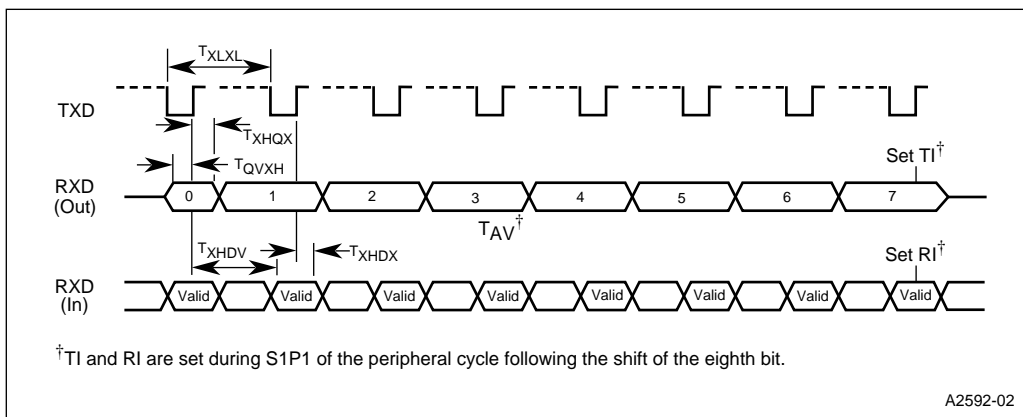 TXLXL
TXD
TXHQX
TQVXH
Set TI†
RXD
(Out)
0 1 2 3 4 5 6 7
TAV†
TXHDV
TXHDX
Set RI†
RXD
(In)
Valid Valid Valid Valid Valid Valid Valid Valid
†TI and RI are set during S1P1 of the peripheral cycle following the shift of the eighth bit.
A2592-02